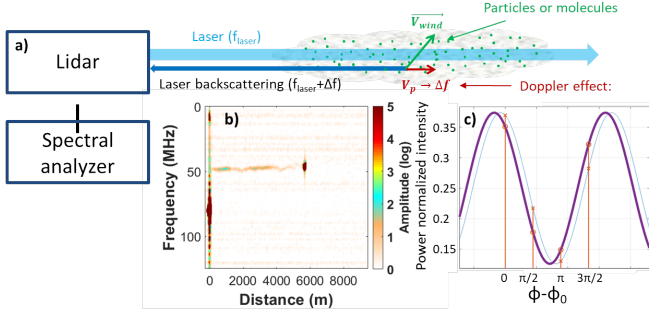 a)
Lidar
Laser (f_laser)
V_wind
Particles or molecules
Laser backscattering (f_laser+Δf)
V_p → Δf
Doppler effect:
Spectral
analyzer
b)
Frequency (MHz)
0
50
100
0 2000 4000 6000 8000
Distance (m)
5
4
3
2
1
0
Amplitude (log)
c)
Power normalized intensity
0.35
0.3
0.25
0.2
0.15
0 π/2 π 3π/2
ϕ-ϕ₀